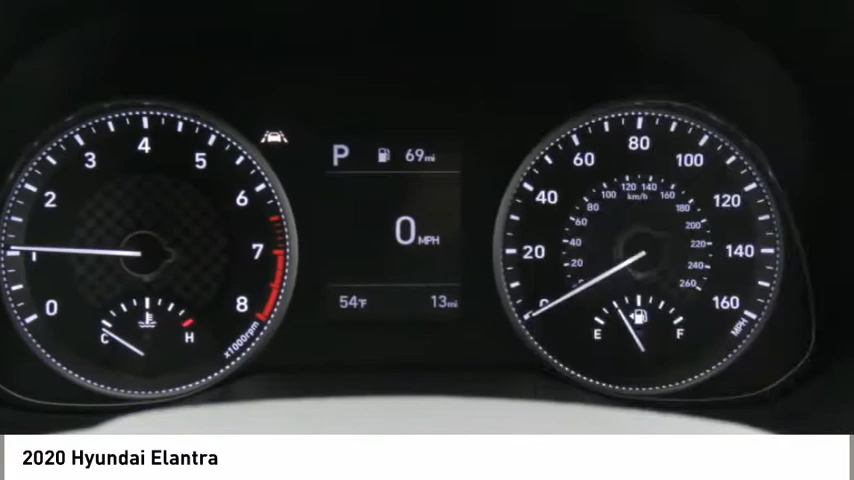 0 1 2 3 4 5 6 7 8
x1000rpm
C H
P 69mi
0 MPH
54°F 13mi
0 20 40 60 80 100 120 140 160
MPH
20 40 60 80 100 120 140 160 180 200 220 240 260
km/h
E F
2020 Hyundai Elantra